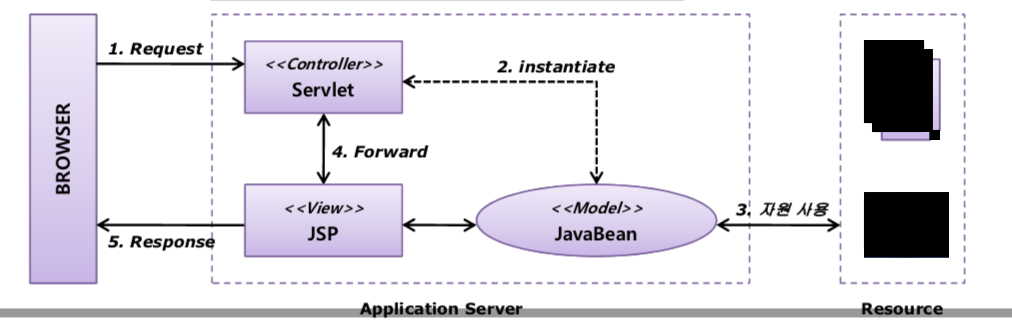 1. Request
<<Controller>>
Servlet
2. instantiate
BROWSER
4. Forward
<<View>>
JSP
<<Model>>
JavaBean
3. 자원 사용
5. Response
Application Server
Resource